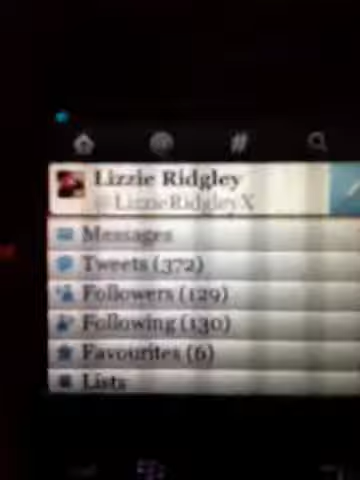 @ #
Lizzie Ridgley
@LizzieRidgleyX
Messages
Tweets (372)
Followers (129)
Following (130)
Favourites (6)
Lists